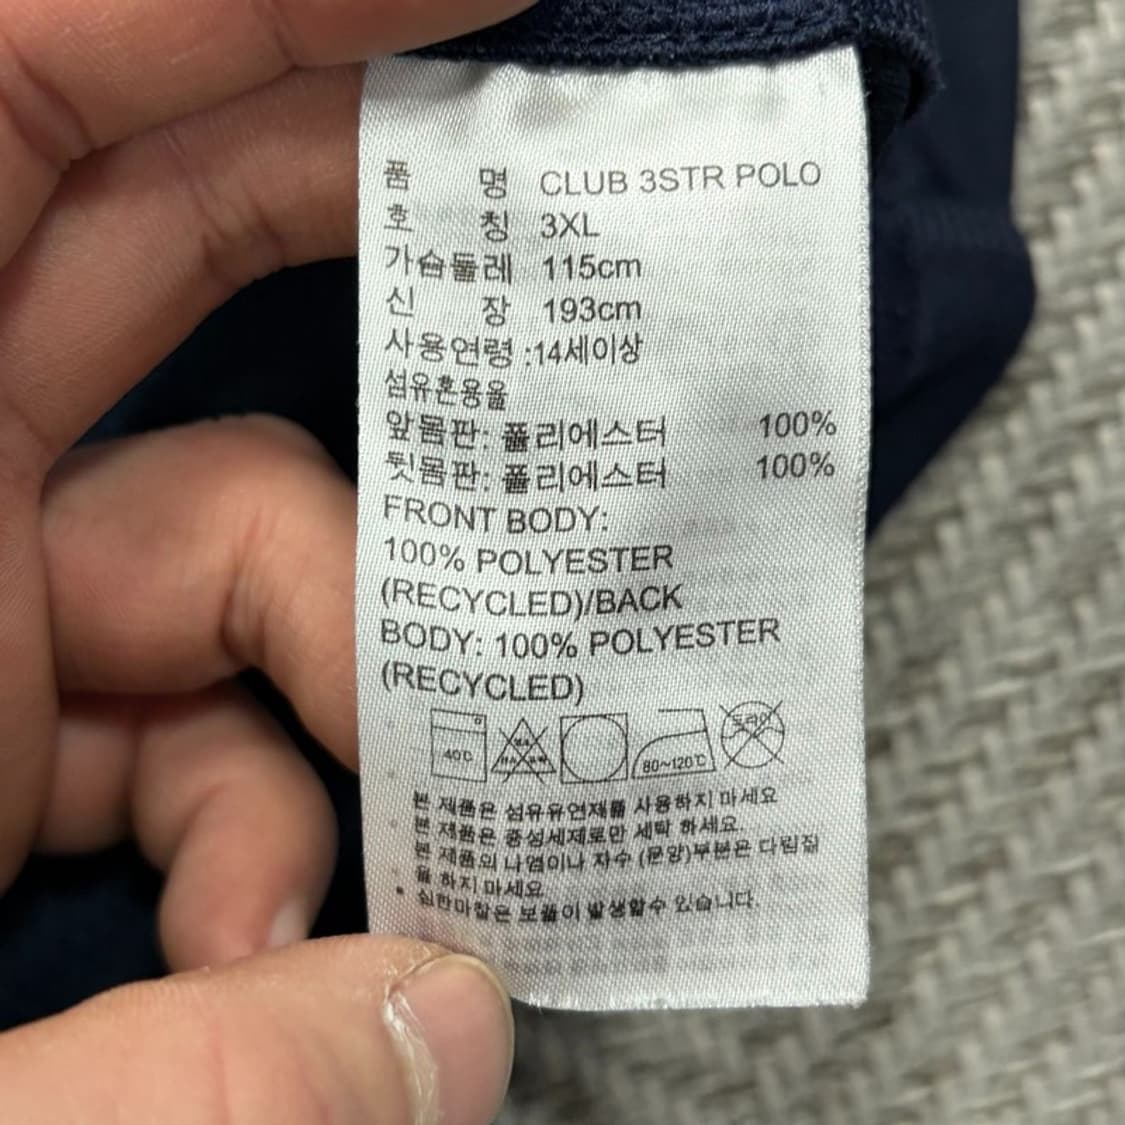 품 명 CLUB 3STR POLO
호 칭 3XL
가슴둘레 115cm
신 장 193cm
사용연령 :14세이상
섬유혼용율
앞몸판: 폴리에스터 100%
뒷몸판: 폴리에스터 100%
FRONT BODY:
100% POLYESTER
(RECYCLED)/BACK
BODY: 100% POLYESTER
(RECYCLED)
40℃ 80~120℃ 드라이
본 제품은 섬유유연제를 사용하지 마세요
본 제품은 중성세제로만 세탁 하세요.
본 제품의 나염이나 자수 (문양)부분은 다림질
을 하지 마세요
심한마찰은 보풀이 발생할수 있습니다.